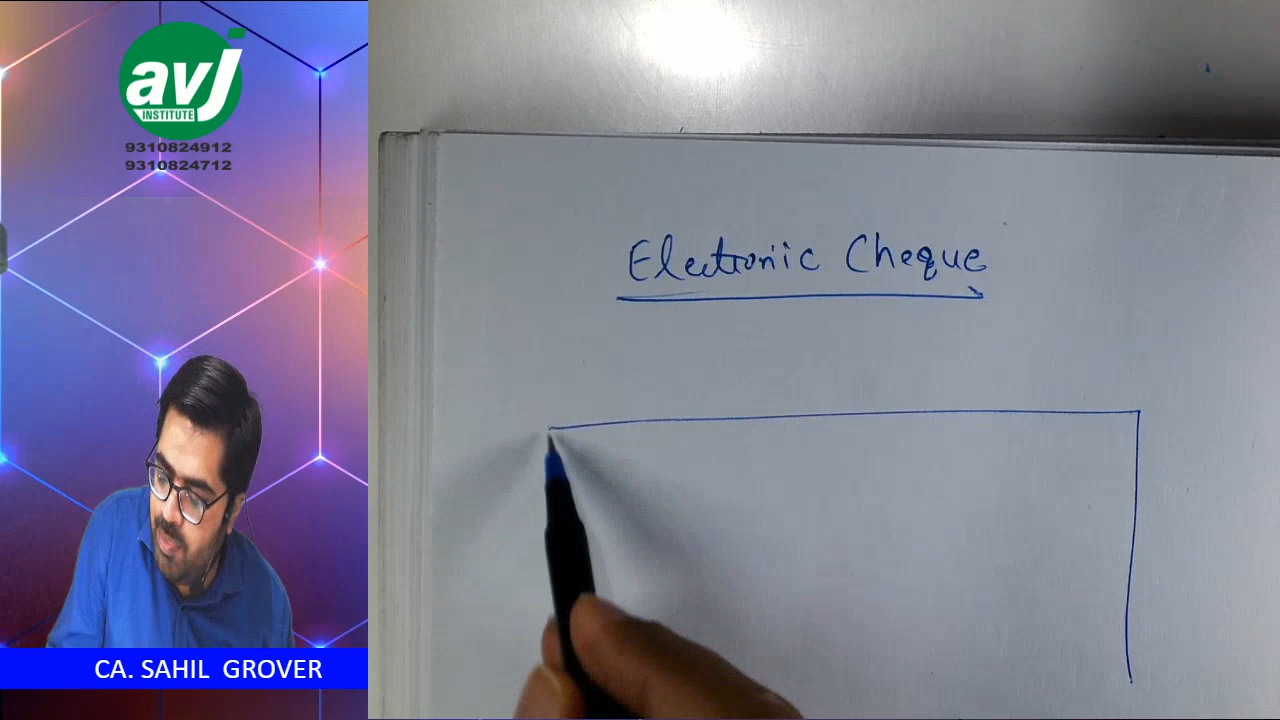 avj
INSTITUTE
9310824912
9310824712
CA. SAHIL GROVER
Electronic Cheque